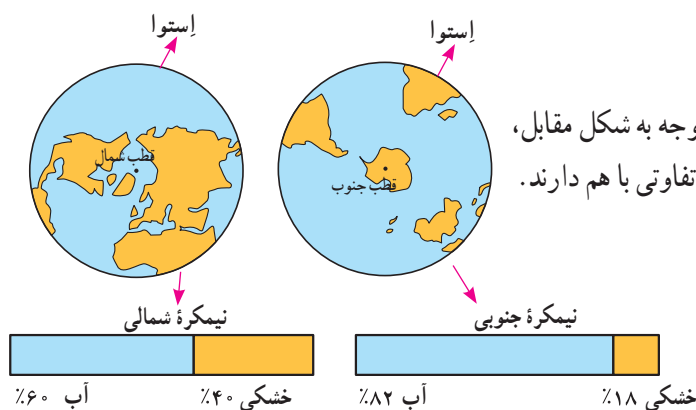 اِستوا
اِستوا
وجه به شکل مقابل،
تفاوتی با هم دارند.
قطب جنوب
قطب شمال
نیمکرهٔ جنوبی
نیمکرهٔ شمالی
خشکی ۱۸٪ آب ۸۲٪
خشکی ۴۰٪ آب ۶۰٪